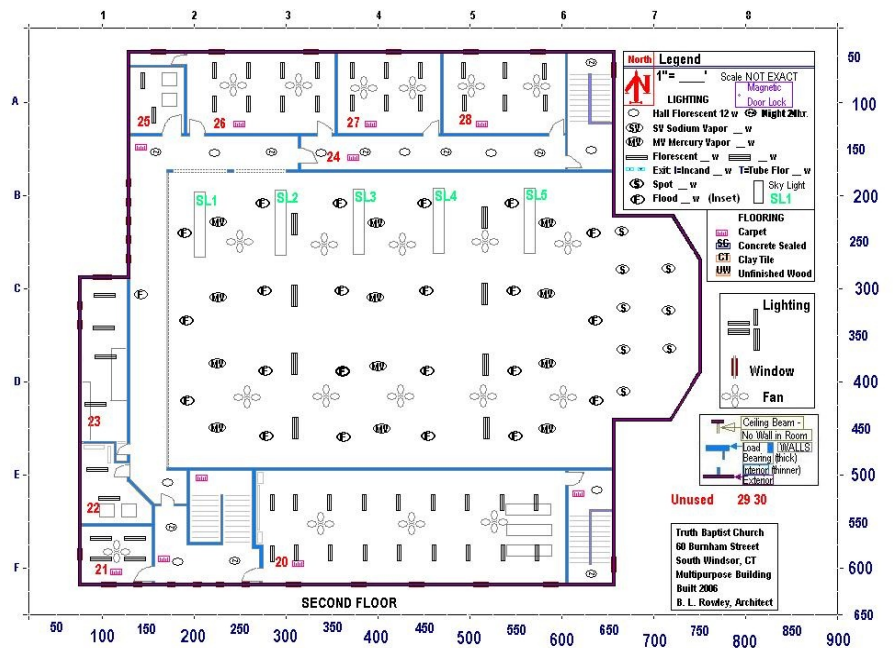 1 2 3 4 5 6 7 8
50
100
150
200
250
300
350
400
450
500
550
600
650
A
B
C
D
E
F
25
26
27
28
24
SL1 SL2 SL3 SL4 SL5
23
22
21
20
North Legend
1"= ____' Scale NOT EXACT
Magnetic
Door Lock
LIGHTING
Hall Florescent 12 w
SV Sodium Vapor __ w
MV Mercury Vapor __ w
Florescent __ w __ w
Exit: I=Incand T=Tube Flor __ w
S Spot __ w
Sky Light
F Flood __ w (Inset) SL1
FLOORING
Carpet
SC Concrete Sealed
CT Clay Tile
UW Unfinished Wood
Lighting
Window
Fan
Ceiling Beam -
No Wall in Room
Load WALLS
Bearing (thick)
Interior (thinner)
Exterior
Unused 29 30
Truth Baptist Church
60 Burnham Streeet
South Windsor, CT
Multipurpose Building
Built 2006
B. L. Rowley, Architect
SECOND FLOOR
50 100 150 200 250 300 350 400 450 500 550 600 650 700 750 800 850 900